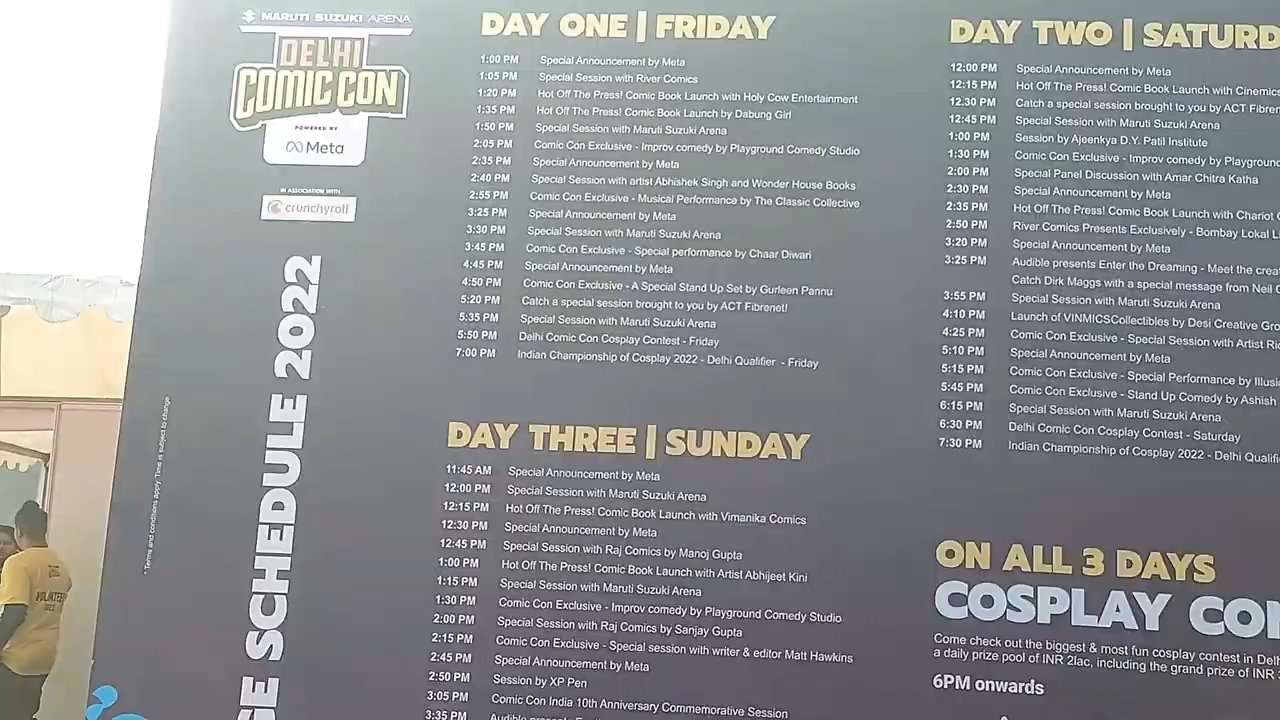 MARUTI SUZUKI ARENA
DELHI
COMIC CON
POWERED BY
Meta
IN ASSOCIATION WITH
crunchyroll
SCHEDULE 2022
* Terms and conditions apply. Time is subject to change
DAY ONE | FRIDAY
1:00 PM Special Announcement by Meta
1:05 PM Special Session with River Comics
1:20 PM Hot Off The Press! Comic Book Launch with Holy Cow Entertainment
1:35 PM Hot Off The Press! Comic Book Launch by Dabung Girl
1:50 PM Special Session with Maruti Suzuki Arena
2:05 PM Comic Con Exclusive - Improv comedy by Playground Comedy Studio
2:35 PM Special Announcement by Meta
2:40 PM Special Session with artist Abhishek Singh and Wonder House Books
2:55 PM Comic Con Exclusive - Musical Performance by The Classic Collective
3:25 PM Special Announcement by Meta
3:30 PM Special Session with Maruti Suzuki Arena
3:45 PM Comic Con Exclusive - Special performance by Chaar Diwari
4:45 PM Special Announcement by Meta
4:50 PM Comic Con Exclusive - A Special Stand Up Set by Gurleen Pannu
5:20 PM Catch a special session brought to you by ACT Fibrenet!
5:35 PM Special Session with Maruti Suzuki Arena
5:50 PM Delhi Comic Con Cosplay Contest - Friday
7:00 PM Indian Championship of Cosplay 2022 - Delhi Qualifier - Friday
DAY THREE | SUNDAY
11:45 AM Special Announcement by Meta
12:00 PM Special Session with Maruti Suzuki Arena
12:15 PM Hot Off The Press! Comic Book Launch with Vimanika Comics
12:30 PM Special Announcement by Meta
12:45 PM Special Session with Raj Comics by Manoj Gupta
1:00 PM Hot Off The Press! Comic Book Launch with Artist Abhijeet Kini
1:15 PM Special Session with Maruti Suzuki Arena
1:30 PM Comic Con Exclusive - Improv comedy by Playground Comedy Studio
2:00 PM Special Session with Raj Comics by Sanjay Gupta
2:15 PM Comic Con Exclusive - Special session with writer & editor Matt Hawkins
2:45 PM Special Announcement by Meta
2:50 PM Session by XP Pen
3:05 PM Comic Con India 10th Anniversary Commemorative Session
3:35 PM Audible
DAY TWO | SATURD
12:00 PM Special Announcement by Meta
12:15 PM Hot Off The Press! Comic Book Launch with Cinemics
12.30 PM Catch a special session brought to you by ACT Fibren
12:45 PM Special Session with Maruti Suzuki Arena
1:00 PM Session by Ajeenkya D.Y. Patil Institute
1:30 PM Comic Con Exclusive - Improv comedy by Playground
2:00 PM Special Panel Discussion with Amar Chitra Katha
2:30 PM Special Announcement by Meta
2:35 PM Hot Off The Press! Comic Book Launch with Chariot
2:50 PM River Comics Presents Exclusively - Bombay Lokal
3:20 PM Special Announcement by Meta
3:25 PM Audible presents Enter the Dreaming - Meet the crea
Catch Dirk Maggs with a special message from Neil
3:55 PM Special Session with Maruti Suzuki Arena
4:10 PM Launch of VINMICSCollectibles by Desi Creative Gro
4:25 PM Comic Con Exclusive - Special Session with Artist
5:10 PM Special Announcement by Meta
5:15 PM Comic Con Exclusive - Special Performance by Illusi
5:45 PM Comic Con Exclusive - Stand Up Comedy by Ashish
6:15 PM Special Session with Maruti Suzuki Arena
6:30 PM Delhi Comic Con Cosplay Contest - Saturday
7:30 PM Indian Championship of Cosplay 2022 - Delhi Qualifi
ON ALL 3 DAYS
COSPLAY CO
Come check out the biggest & most fun cosplay contest in Delh
a daily prize pool of INR 2lac, including the grand prize of INR
6PM onwards
VOLUNTEER